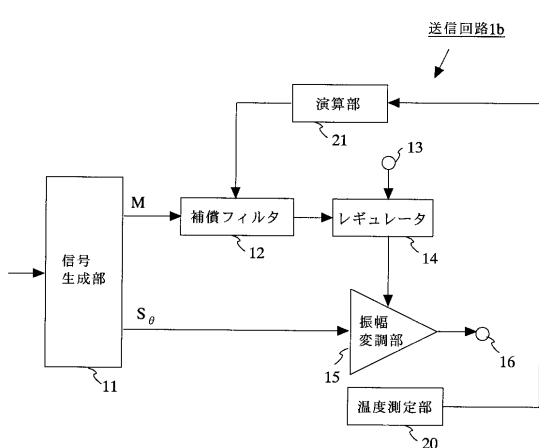 送信回路1b
演算部
21
13
M
補償フィルタ
12
レギュレータ
14
信号
生成部
11
Sθ
振幅
変調部
15
16
温度測定部
20